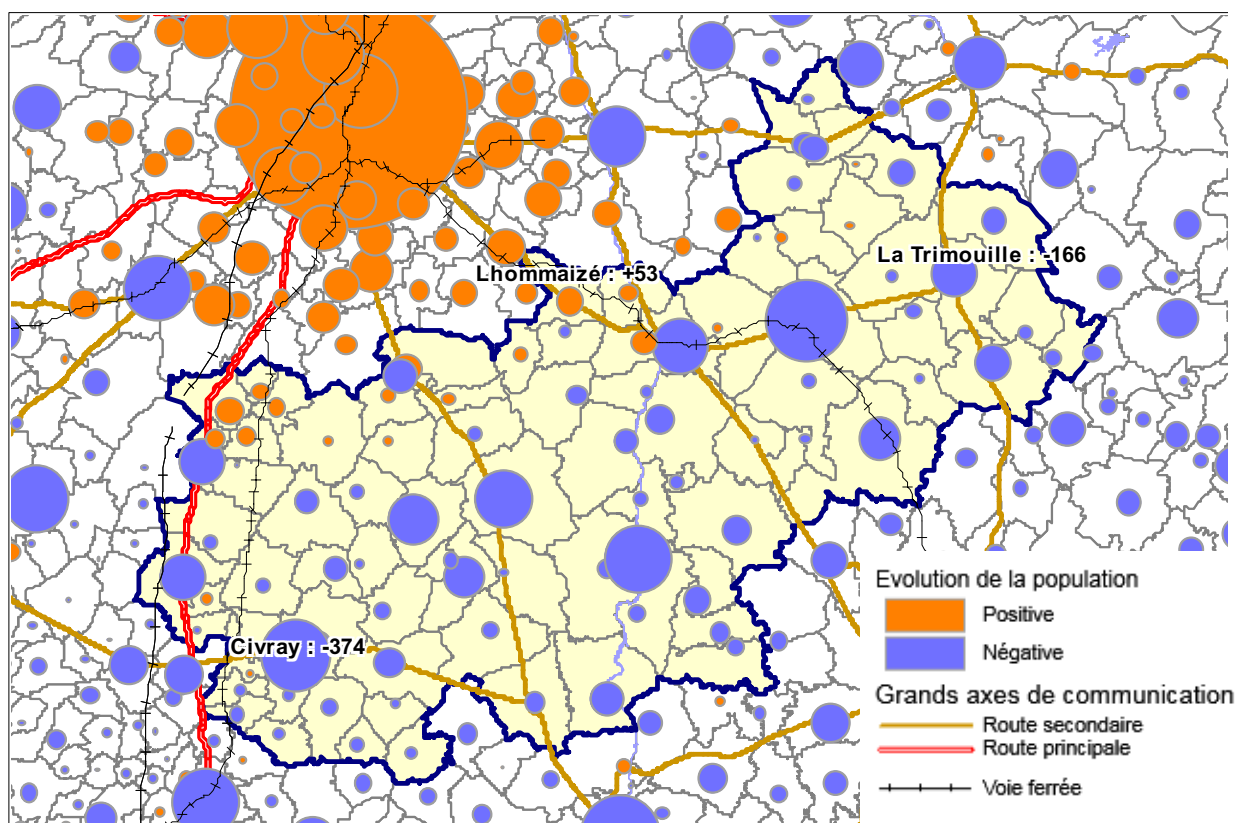 La Trimouille : -166
Lhommaizé : +53
Civray : -374
Evolution de la population
Positive
Négative
Grands axes de communication
Route secondaire
Route principale
Voie ferrée